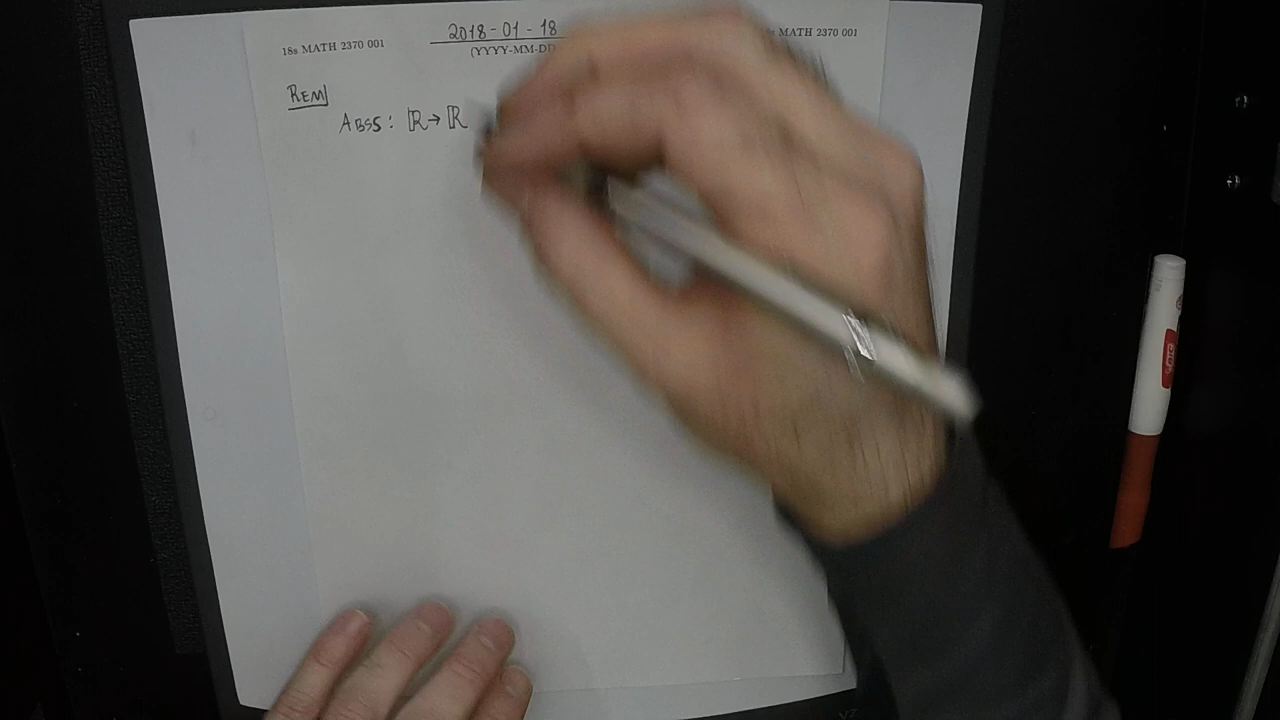 18s MATH 2370 001
2018-01-18
(YYYY-MM-DD
MATH 2370 001
REM
ABSS: ℝ→ℝ